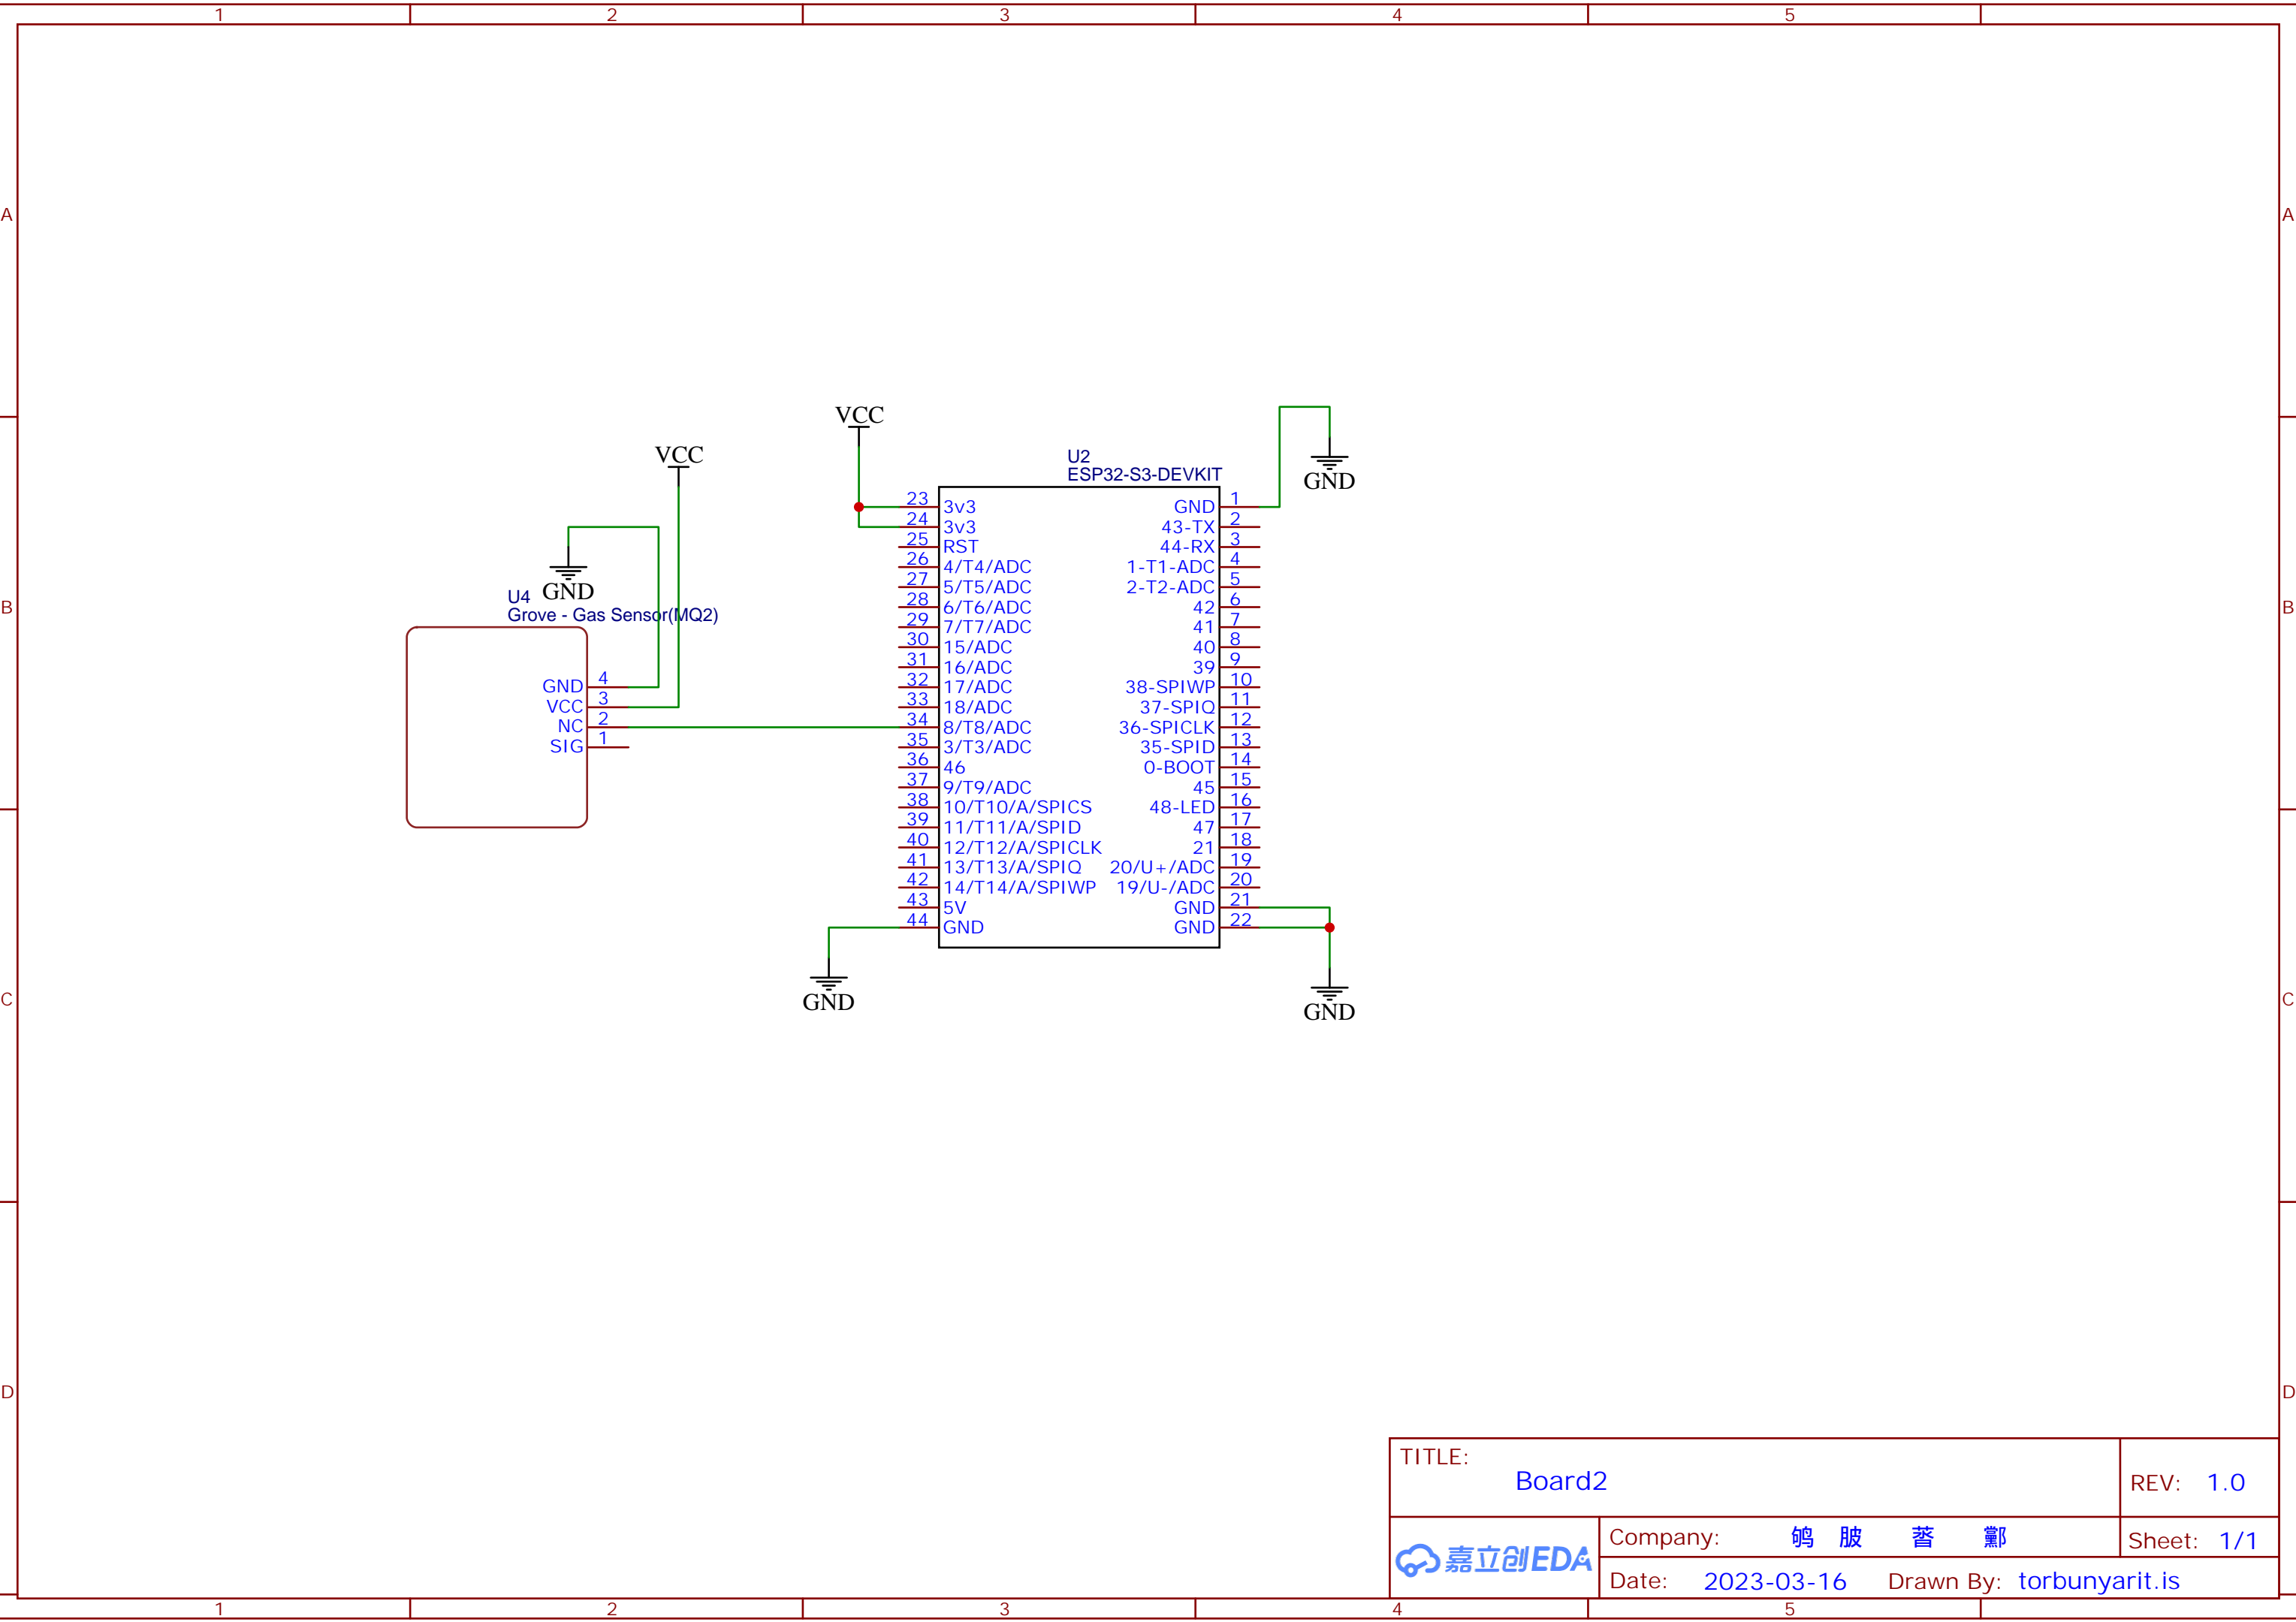 1 2 3 4 5
A A
VCC
VCC
GND
U2
ESP32-S3-DEVKIT
GND
U4
Grove - Gas Sensor(MQ2)
B B
GND 4
VCC 3
NC 2
SIG 1
23 3v3 GND 1
24 3v3 43-TX 2
25 RST 44-RX 3
26 4/T4/ADC 1-T1-ADC 4
27 5/T5/ADC 2-T2-ADC 5
28 6/T6/ADC 42 6
29 7/T7/ADC 41 7
30 15/ADC 40 8
31 16/ADC 39 9
32 17/ADC 38-SPIWP 10
33 18/ADC 37-SPIQ 11
34 8/T8/ADC 36-SPICLK 12
35 3/T3/ADC 35-SPID 13
36 46 0-BOOT 14
37 9/T9/ADC 45 15
38 10/T10/A/SPICS 48-LED 16
39 11/T11/A/SPID 47 17
40 12/T12/A/SPICLK 21 18
41 13/T13/A/SPIQ 20/U+/ADC 19
42 14/T14/A/SPIWP 19/U-/ADC 20
43 5V GND 21
44 GND GND 22
GND
GND
C C
D D
TITLE:
Board2
REV: 1.0
嘉立创EDA
Company:
Sheet: 1/1
Date: 2023-03-16 Drawn By: torbunyarit.is
1 2 3 4 5